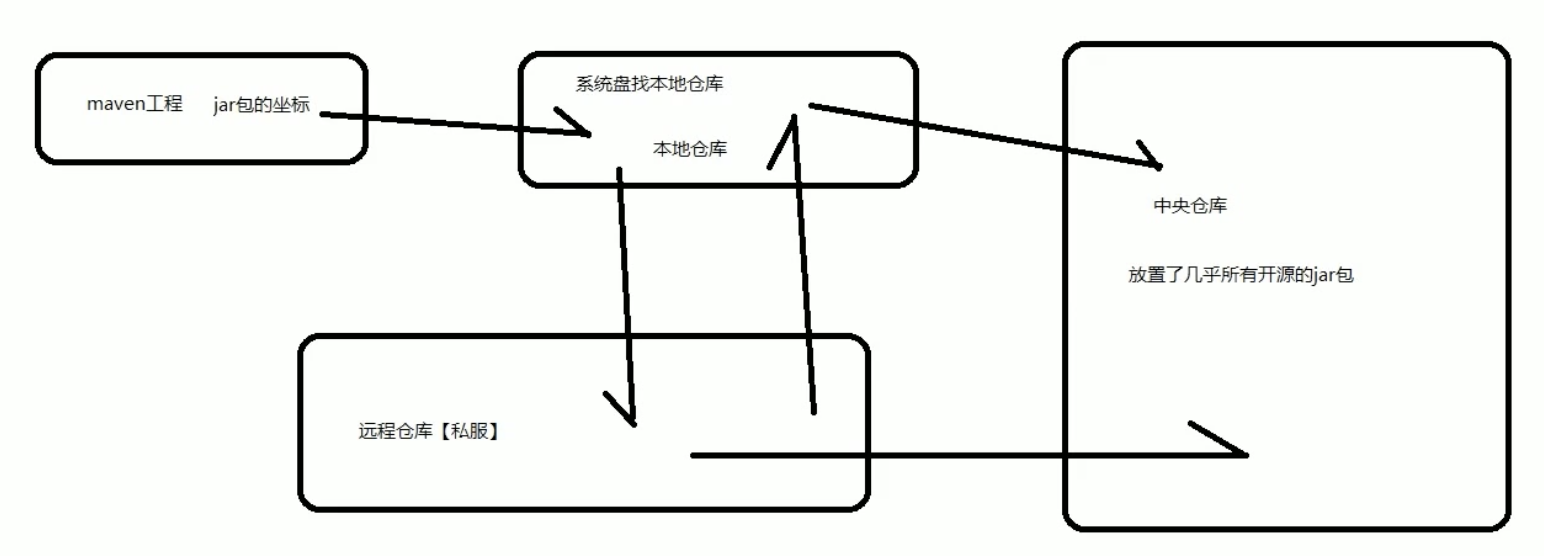 maven工程 jar包的坐标
系统盘找本地仓库
本地仓库
中央仓库
放置了几乎所有开源的jar包
远程仓库【私服】